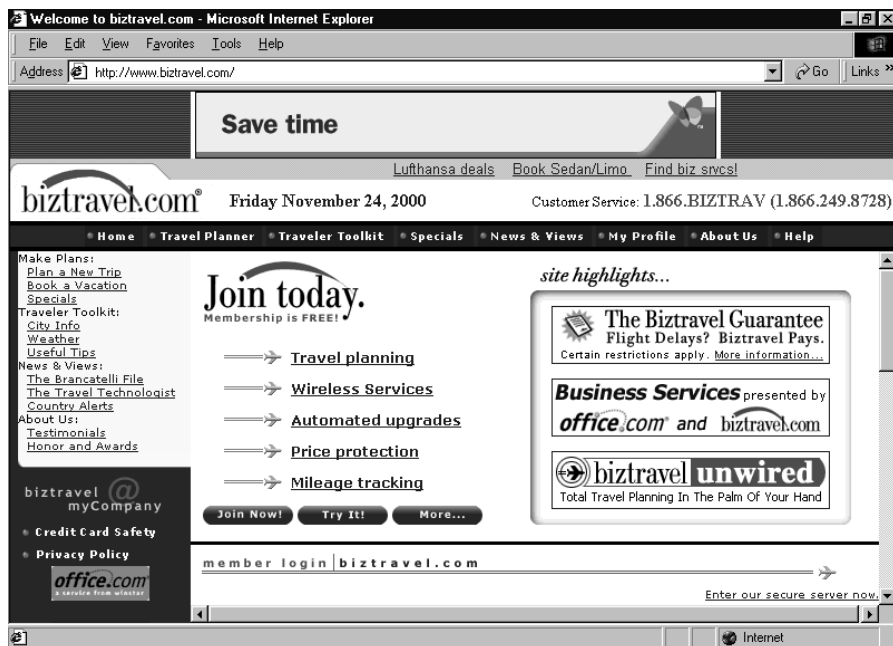 Welcome to biztravel.com - Microsoft Internet Explorer
File Edit View Favorites Tools Help
Address http://www.biztravel.com/ Go Links »
Save time
Lufthansa deals Book Sedan/Limo Find biz srvcs!
biztravel.com® Friday November 24, 2000 Customer Service: 1.866.BIZTRAV (1.866.249.8728)
Home Travel Planner Traveler Toolkit Specials News & Views My Profile About Us Help
Make Plans:
Plan a New Trip
Book a Vacation
Specials
Traveler Toolkit:
City Info
Weather
Useful Tips
News & Views:
The Brancatelli File
The Travel Technologist
Country Alerts
About Us:
Testimonials
Honor and Awards
biztravel @
myCompany
Credit Card Safety
Privacy Policy
office.com
a service from winstar
Join today.
Membership is FREE!
Travel planning
Wireless Services
Automated upgrades
Price protection
Mileage tracking
Join Now! Try It! More...
site highlights...
The Biztravel Guarantee
Flight Delays? Biztravel Pays.
Certain restrictions apply. More information...
Business Services presented by
office.com and biztravel.com
biztravel unwired
Total Travel Planning In The Palm Of Your Hand
member login | biztravel.com
Enter our secure server now.
Internet